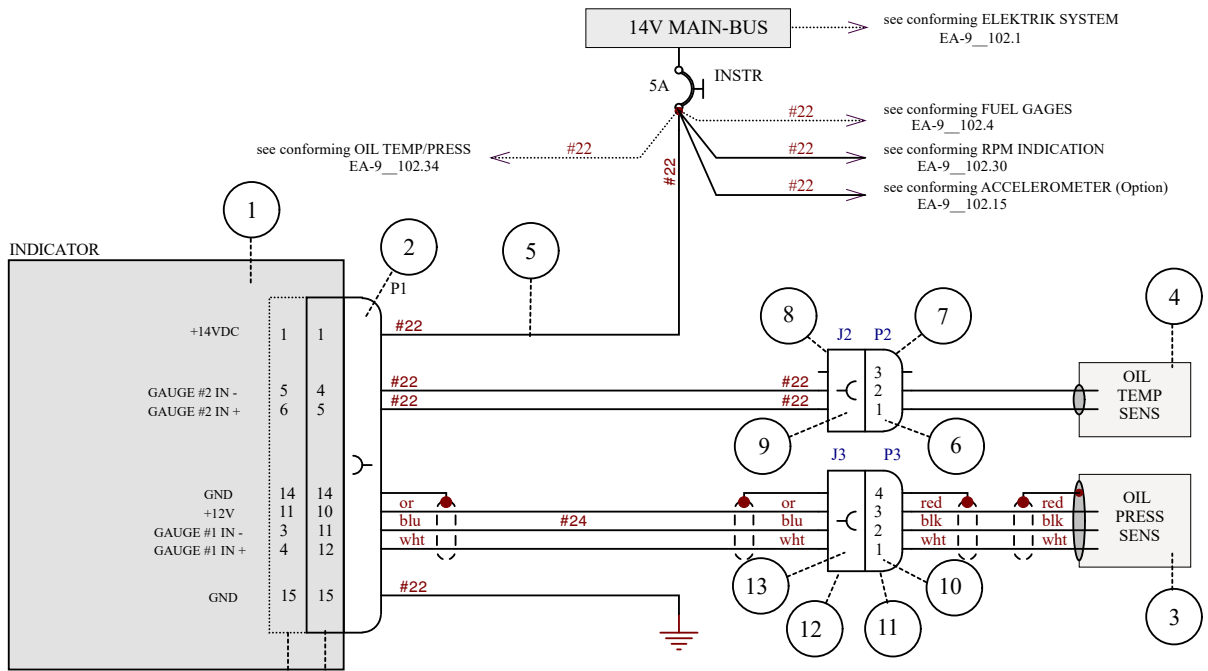 14V MAIN-BUS
see conforming ELEKTRIK SYSTEM
EA-9__102.1
5A
INSTR
#22
see conforming FUEL GAGES
EA-9__102.4
see conforming OIL TEMP/PRESS
EA-9__102.34
#22
#22
#22
see conforming RPM INDICATION
EA-9__102.30
#22
see conforming ACCELEROMETER (Option)
EA-9__102.15
1
2
5
INDICATOR
P1
8
J2
P2
7
4
+14VDC
1
1
#22
3
GAUGE #2 IN -
5
4
#22
#22
2
GAUGE #2 IN +
6
5
#22
#22
1
OIL
TEMP
SENS
9
6
J3
P3
GND
14
14
4
+12V
11
10
or
or
3
red
red
GAUGE #1 IN -
3
11
blu
#24
blu
2
blk
blk
GAUGE #1 IN +
4
12
wht
wht
1
wht
wht
OIL
PRESS
SENS
GND
15
15
#22
13
10
12
11
3